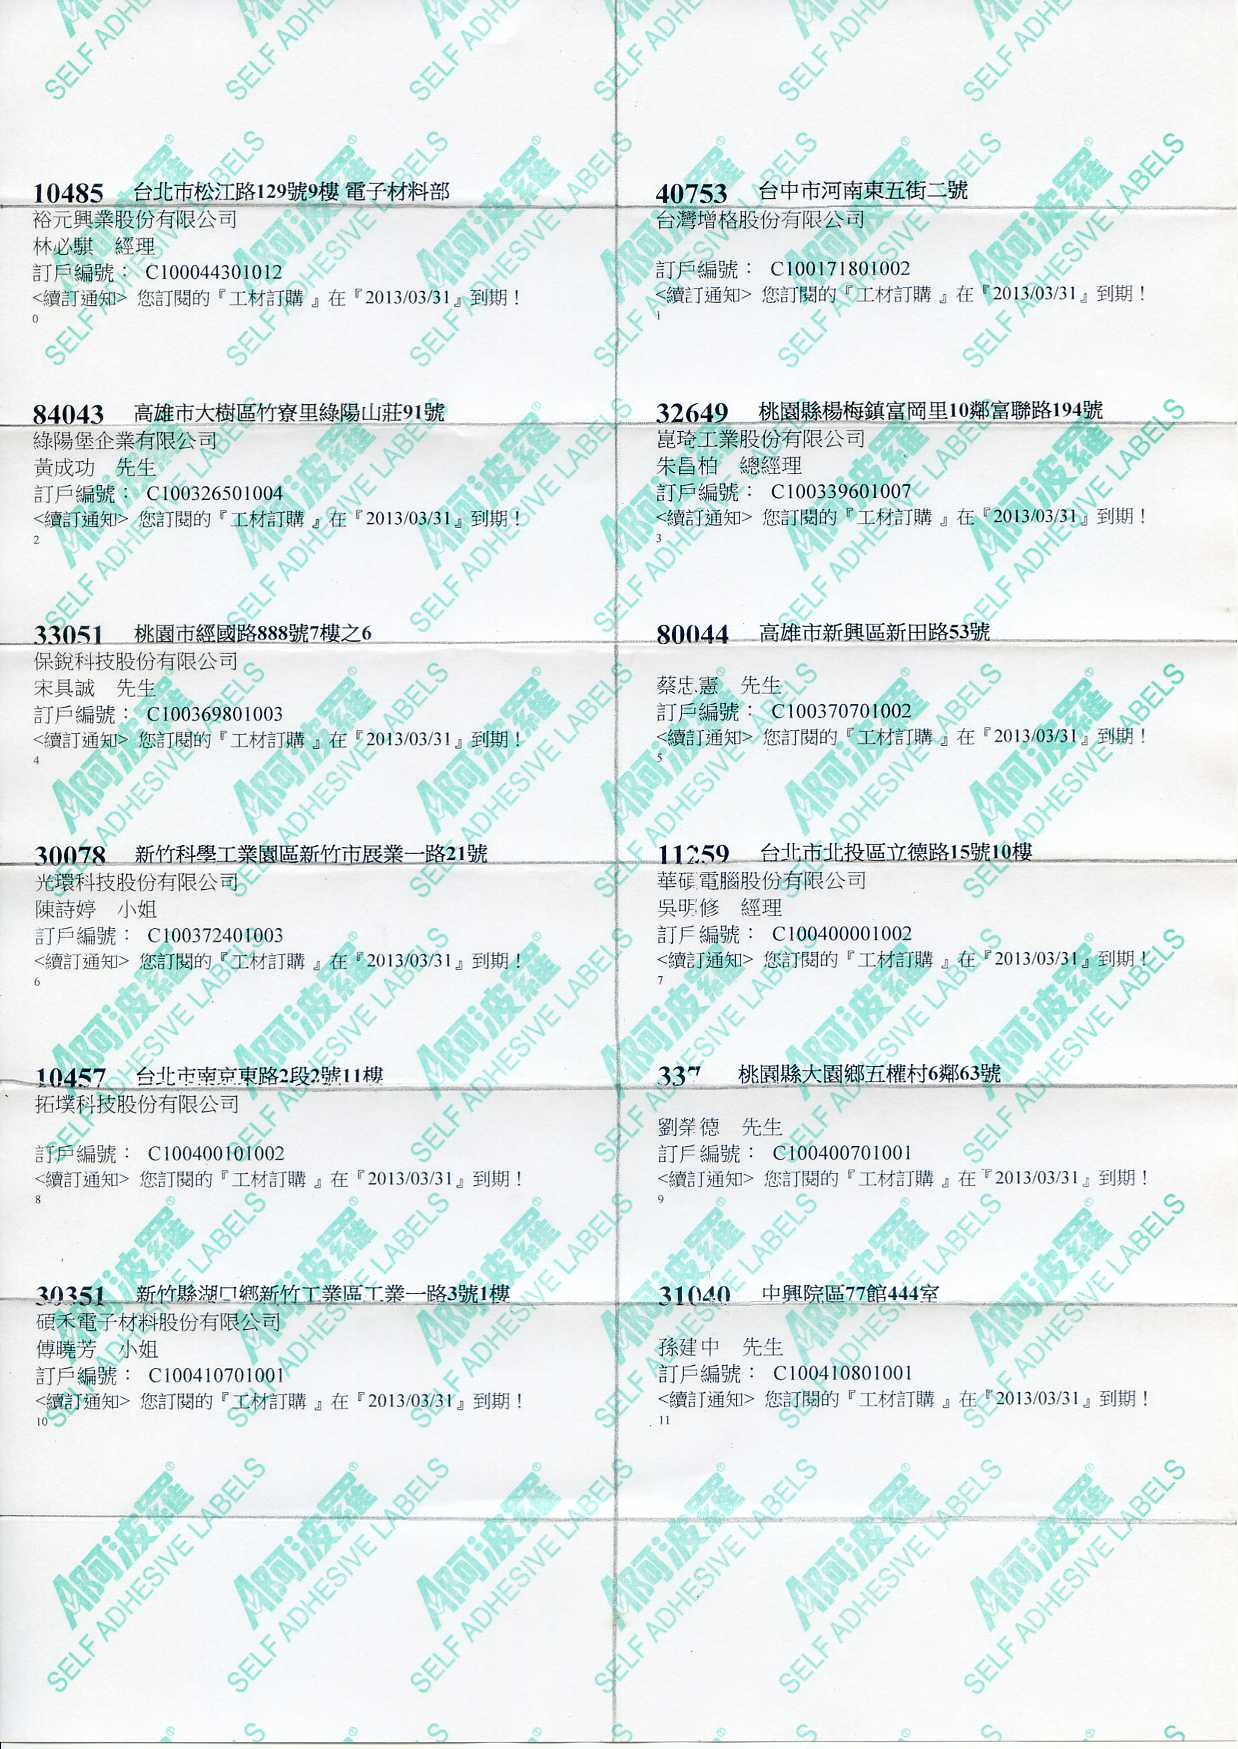 10485 台北市松江路129號9樓 電子材料部
裕元興業股份有限公司
林必騏 經理
訂戶編號： C100044301012
<續訂通知> 您訂閱的『工材訂購 』在『2013/03/31』到期！
0
40753 台中市河南東五街二號
台灣增格股份有限公司
訂戶編號： C100171801002
<續訂通知> 您訂閱的『工材訂購 』在『2013/03/31』到期！
1
84043 高雄市大樹區竹寮里綠陽山莊91號
綠陽堡企業有限公司
黃成功 先生
訂戶編號： C100326501004
<續訂通知> 您訂閱的『工材訂購 』在『2013/03/31』到期！
2
32649 桃園縣楊梅鎮富岡里10鄰富聯路194號
崑琦工業股份有限公司
朱昌柏 總經理
訂戶編號： C100339601007
<續訂通知> 您訂閱的『工材訂購 』在『2013/03/31』到期！
3
33051 桃園市經國路888號7樓之6
保銳科技股份有限公司
宋具誠 先生
訂戶編號： C100369801003
<續訂通知> 您訂閱的『工材訂購 』在『2013/03/31』到期！
4
80044 高雄市新興區新田路53號
蔡忠憲 先生
訂戶編號： C100370701002
<續訂通知> 您訂閱的『工材訂購 』在『2013/03/31』到期！
5
30078 新竹科學工業園區新竹市展業一路21號
光環科技股份有限公司
陳詩婷 小姐
訂戶編號： C100372401003
<續訂通知> 您訂閱的『工材訂購 』在『2013/03/31』到期！
6
11259 台北市北投區立德路15號10樓
華碩電腦股份有限公司
吳明修 經理
訂戶編號： C100400001002
<續訂通知> 您訂閱的『工材訂購 』在『2013/03/31』到期！
7
10457 台北市南京東路2段2號11樓
拓墣科技股份有限公司
訂戶編號： C100400101002
<續訂通知> 您訂閱的『工材訂購 』在『2013/03/31』到期！
8
337 桃園縣大園鄉五權村6鄰63號
劉榮德 先生
訂戶編號： C100400701001
<續訂通知> 您訂閱的『工材訂購 』在『2013/03/31』到期！
9
30351 新竹縣湖口鄉新竹工業區工業一路3號1樓
碩禾電子材料股份有限公司
傅曉芳 小姐
訂戶編號： C100410701001
<續訂通知> 您訂閱的『工材訂購 』在『2013/03/31』到期！
10
31040 中興院區77館444室
孫建中 先生
訂戶編號： C100410801001
<續訂通知> 您訂閱的『工材訂購 』在『2013/03/31』到期！
11
阿波羅®
SELF ADHESIVE LABELS